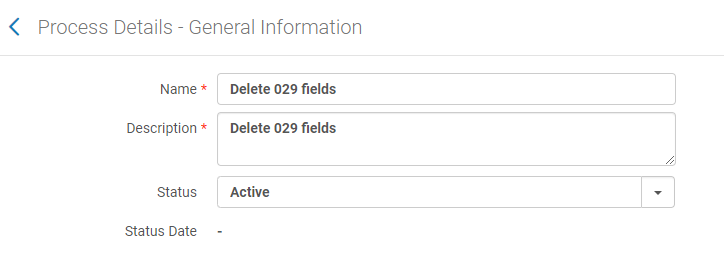 Process Details - General Information
Name * Delete 029 fields
Description * Delete 029 fields
Status Active
Status Date -